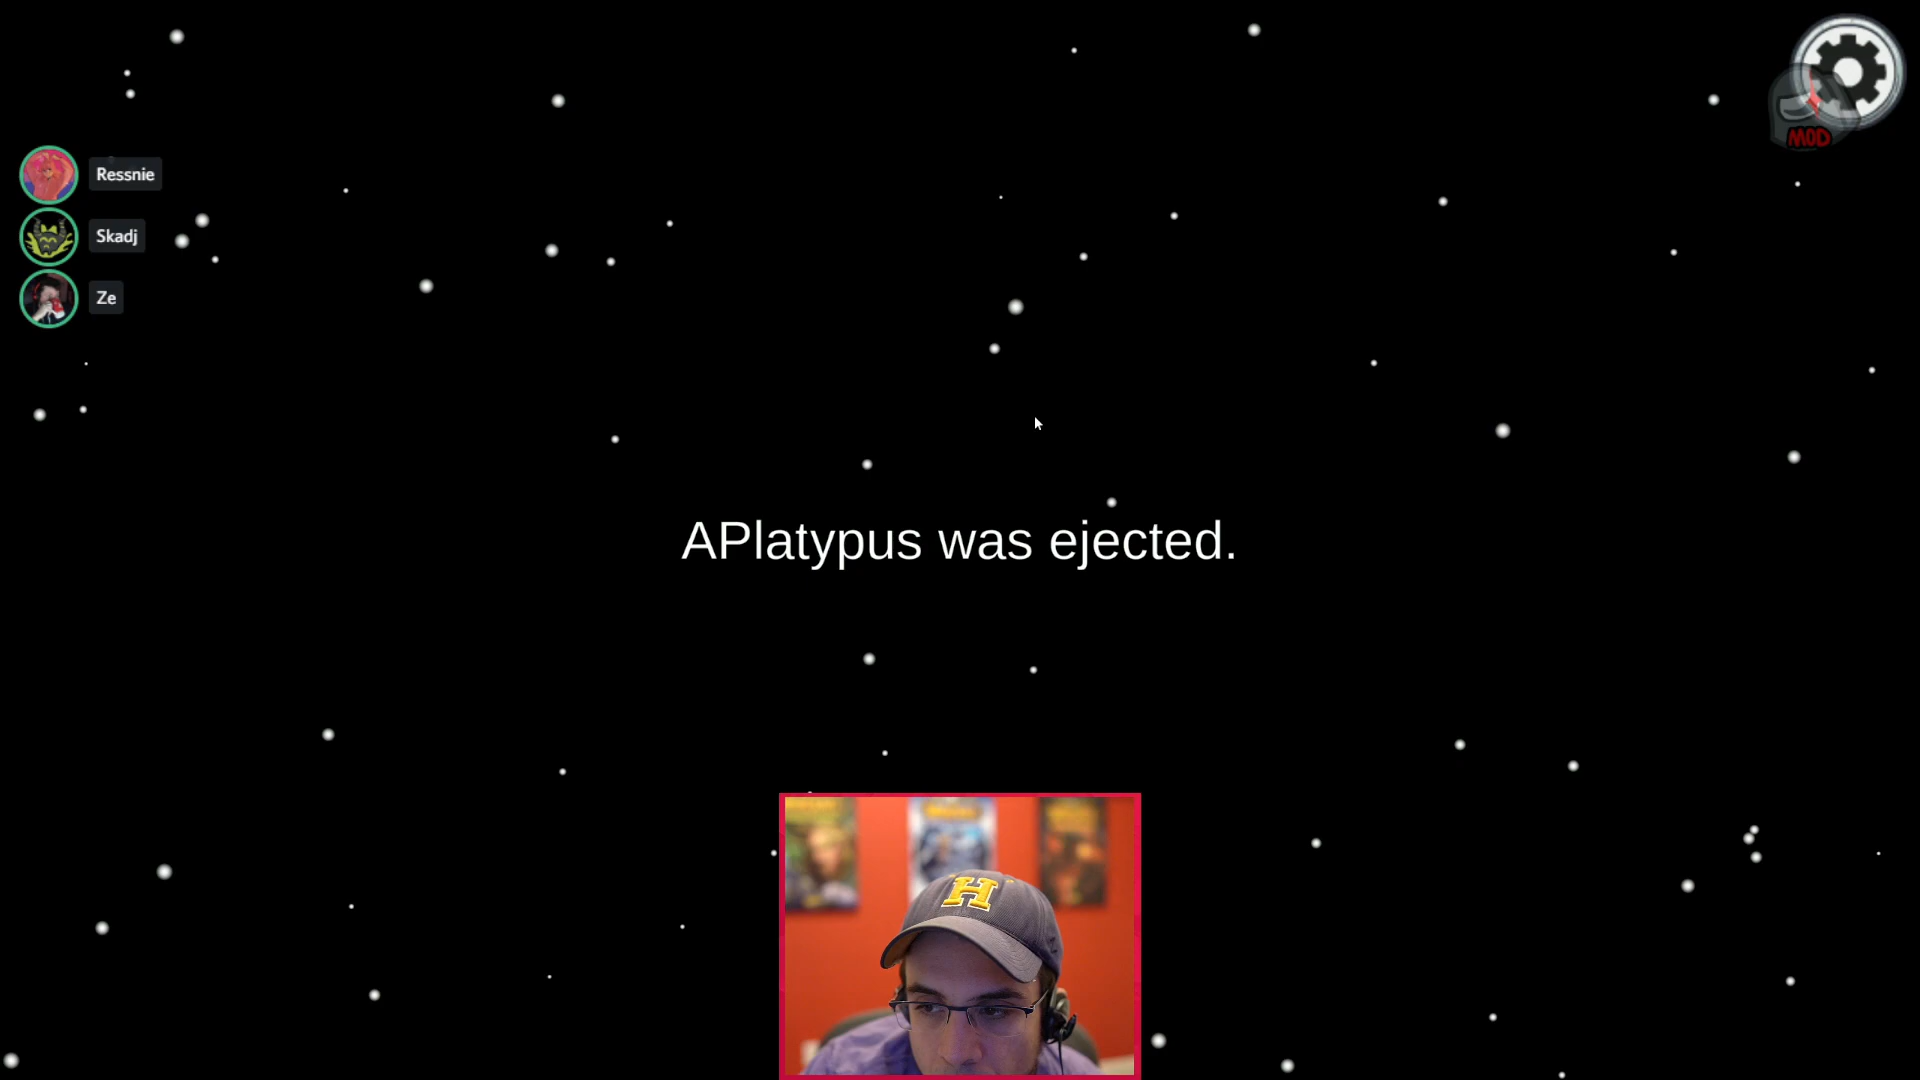 MOD
Ressnie
Skadj
Ze
APlatypus was ejected.
H